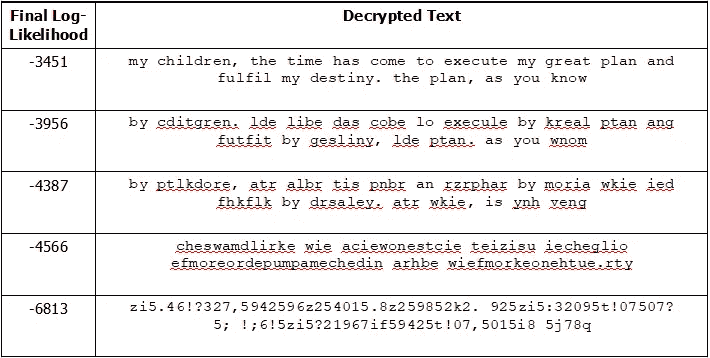 Final Log-
Likelihood
Decrypted Text
-3451
my children, the time has come to execute my great plan and
fulfil my destiny. the plan, as you know
-3956
by cditgren. lde libe das cobe lo execule by kreal ptan ang
futfit by gesliny, lde ptan. as you wnom
-4387
by ptlkdore, atr albr tis pnbr an rzrphar by moria wkie ied
fhkflk by drsaley. atr wkie, is ynh veng
-4566
cheswamdlirke wie aciewonestcie teizisu iecheglio
efmoreordepumpamechedin arhbe wiefmorkeonehtue.rty
-6813
zi5.46!?327,5942596z254015.8z259852k2. 925zi5:32095t!07507?
5; !;6!5zi5?21967if59425t!07,5015i8 5j78q